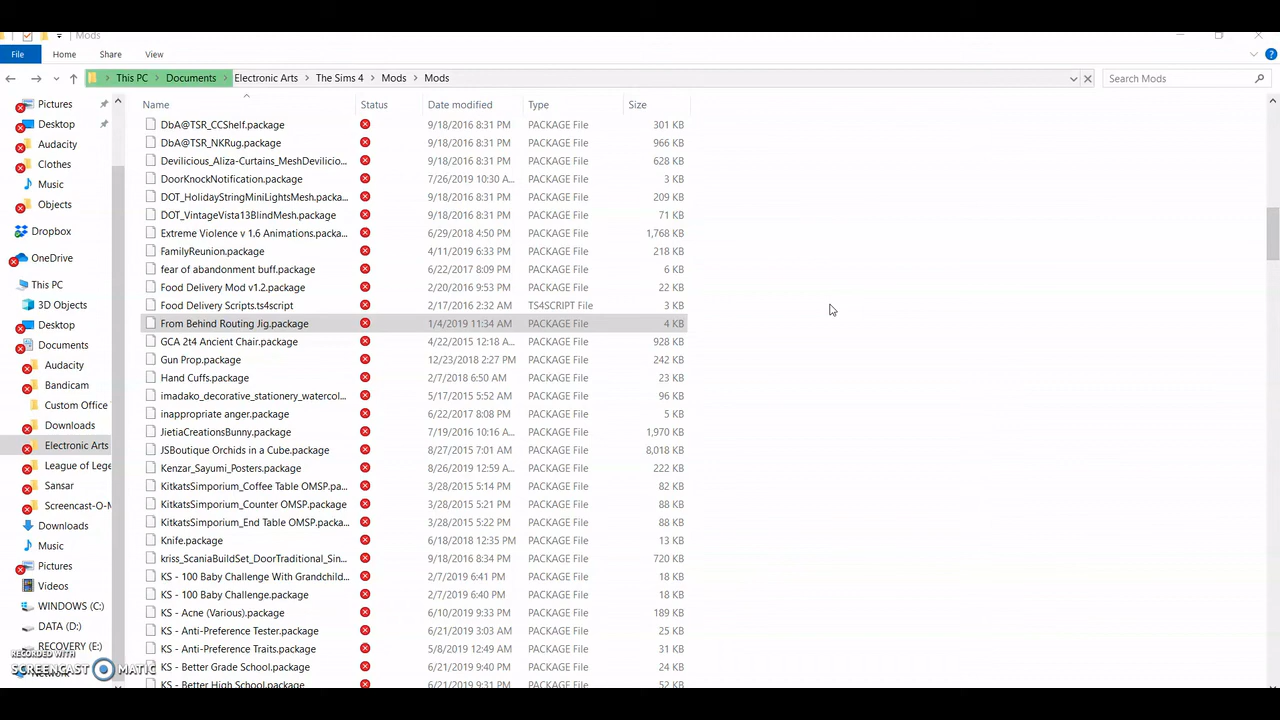 Mods
File Home Share View
This PC Documents Electronic Arts The Sims 4 Mods Mods Search Mods
Pictures
Desktop
Audacity
Clothes
Music
Objects
Dropbox
OneDrive
This PC
3D Objects
Desktop
Documents
Audacity
Bandicam
Custom Office
Downloads
Electronic Arts
League of Lege
Sansar
Screencast-O-M
Downloads
Music
Pictures
Videos
WINDOWS (C:)
DATA (D:)
RECOVERY (E:)
Network
Name Status Date modified Type Size
DbA@TSR_CCShelf.package 9/18/2016 8:31 PM PACKAGE File 301 KB
DbA@TSR_NKRug.package 9/18/2016 8:31 PM PACKAGE File 966 KB
Devilicious_Aliza-Curtains_MeshDevilicio... 9/18/2016 8:31 PM PACKAGE File 628 KB
DoorKnockNotification.package 7/26/2019 10:30 A... PACKAGE File 3 KB
DOT_HolidayStringMiniLightsMesh.packa... 9/18/2016 8:31 PM PACKAGE File 209 KB
DOT_VintageVista13BlindMesh.package 9/18/2016 8:31 PM PACKAGE File 71 KB
Extreme Violence v 1.6 Animations.packa... 6/29/2018 4:50 PM PACKAGE File 1,768 KB
FamilyReunion.package 4/11/2019 6:33 PM PACKAGE File 218 KB
fear of abandonment buff.package 6/22/2017 8:09 PM PACKAGE File 6 KB
Food Delivery Mod v1.2.package 2/20/2016 9:53 PM PACKAGE File 22 KB
Food Delivery Scripts.ts4script 2/17/2016 2:32 AM TS4SCRIPT File 3 KB
From Behind Routing Jig.package 1/4/2019 11:34 AM PACKAGE File 4 KB
GCA 2t4 Ancient Chair.package 4/22/2015 12:18 A... PACKAGE File 928 KB
Gun Prop.package 12/23/2018 2:27 PM PACKAGE File 242 KB
Hand Cuffs.package 2/7/2018 6:50 AM PACKAGE File 23 KB
imadako_decorative_stationery_watercol... 5/17/2015 5:52 AM PACKAGE File 96 KB
inappropriate anger.package 6/22/2017 8:08 PM PACKAGE File 5 KB
JietiaCreationsBunny.package 7/19/2016 10:16 A... PACKAGE File 1,970 KB
JSBoutique Orchids in a Cube.package 8/27/2015 7:01 AM PACKAGE File 8,018 KB
Kenzar_Sayumi_Posters.package 8/26/2019 12:59 A... PACKAGE File 222 KB
KitkatsSimporium_Coffee Table OMSP.pa... 3/28/2015 5:14 PM PACKAGE File 82 KB
KitkatsSimporium_Counter OMSP.package 3/28/2015 5:21 PM PACKAGE File 88 KB
KitkatsSimporium_End Table OMSP.packa... 3/28/2015 5:22 PM PACKAGE File 88 KB
Knife.package 6/18/2018 12:35 PM PACKAGE File 13 KB
kriss_ScaniaBuildSet_DoorTraditional_Sin... 9/18/2016 8:34 PM PACKAGE File 720 KB
KS - 100 Baby Challenge With Grandchild... 2/7/2019 6:41 PM PACKAGE File 18 KB
KS - 100 Baby Challenge.package 2/7/2019 6:40 PM PACKAGE File 18 KB
KS - Acne (Various).package 6/10/2019 9:33 PM PACKAGE File 189 KB
KS - Anti-Preference Tester.package 6/21/2019 3:03 AM PACKAGE File 25 KB
KS - Anti-Preference Traits.package 5/8/2019 12:49 AM PACKAGE File 31 KB
KS - Better Grade School.package 6/21/2019 9:40 PM PACKAGE File 24 KB
KS - Better High School.package 6/21/2019 9:31 PM PACKAGE File 52 KB
RECORDED WITH
SCREENCAST MATIC